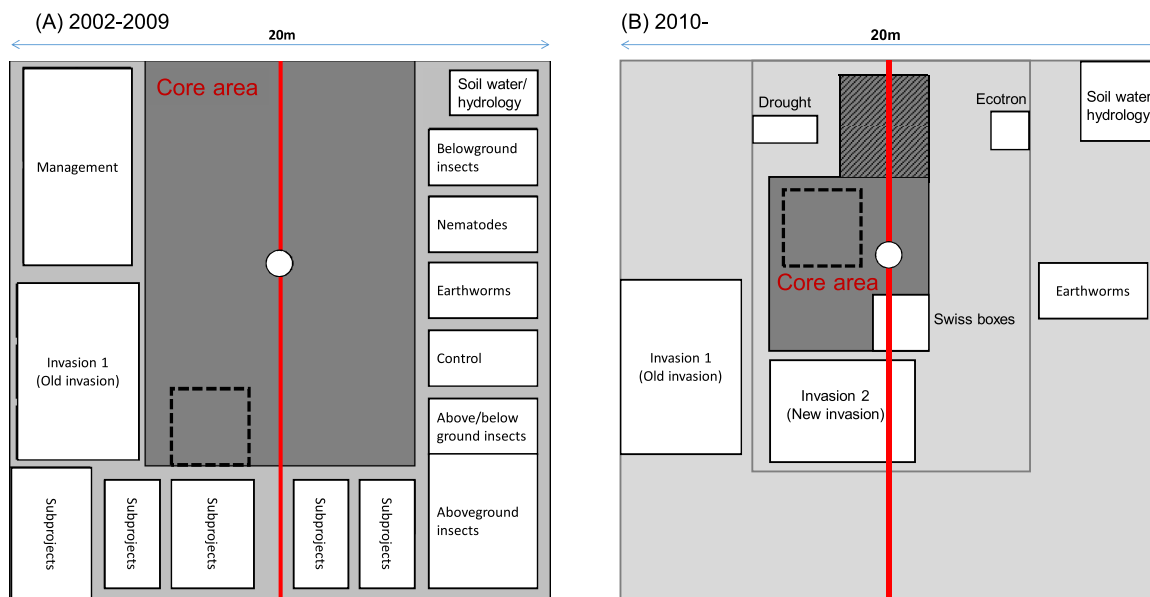 (A) 2002-2009
20m
Core area
Soil water/
hydrology
Management
Belowground
insects
Nematodes
Earthworms
Control
Invasion 1
(Old invasion)
Above/below
ground insects
Aboveground
insects
Subprojects
Subprojects
Subprojects
Subprojects
Subprojects
(B) 2010-
20m
Drought
Ecotron
Soil water
hydrology
Core area
Earthworms
Swiss boxes
Invasion 1
(Old invasion)
Invasion 2
(New invasion)